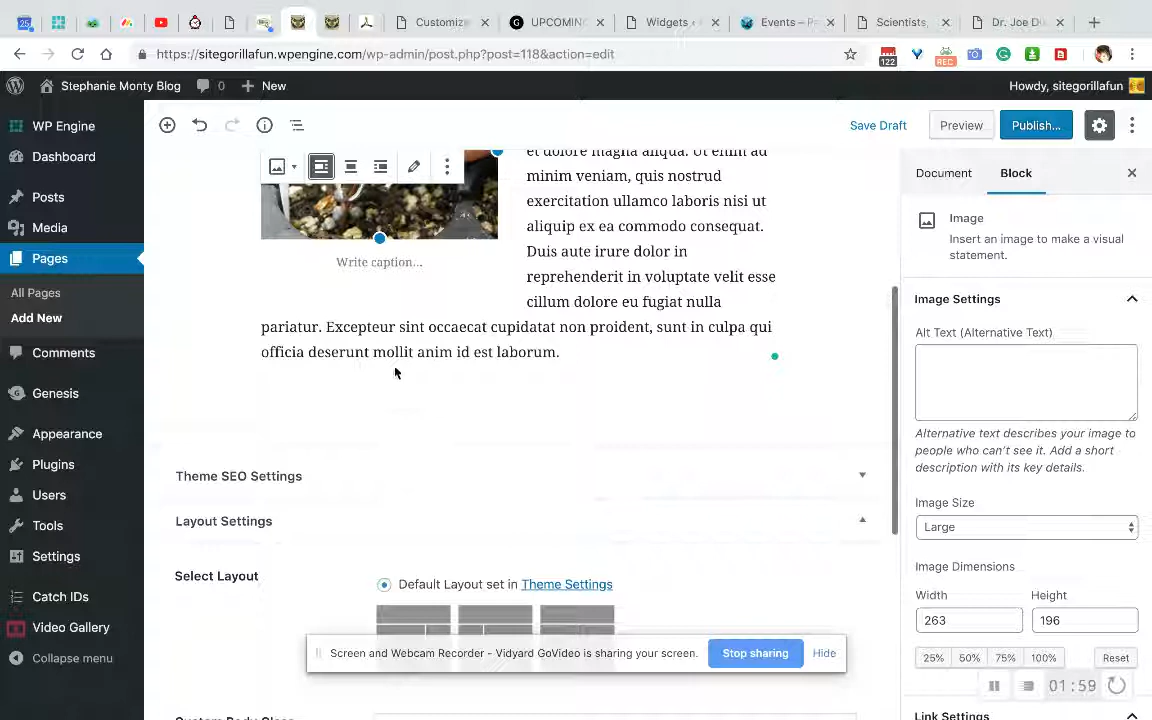 25
Customize
UPCOMING
Widgets
Events – P
Scientists,
Dr. Joe D
https://sitegorillafun.wpengine.com/wp-admin/post.php?post=118&action=edit
122
REC
Stephanie Monty Blog
0
New
Howdy, sitegorillafun
WP Engine
Dashboard
Posts
Media
Pages
All Pages
Add New
Comments
Genesis
Appearance
Plugins
Users
Tools
Settings
Catch IDs
Video Gallery
Collapse menu
Save Draft
Preview
Publish...
et dolore magna aliqua. Ut enim ad
minim veniam, quis nostrud
exercitation ullamco laboris nisi ut
aliquip ex ea commodo consequat.
Duis aute irure dolor in
reprehenderit in voluptate velit esse
cillum dolore eu fugiat nulla
pariatur. Excepteur sint occaecat cupidatat non proident, sunt in culpa qui
officia deserunt mollit anim id est laborum.
Write caption...
Theme SEO Settings
Layout Settings
Select Layout
Default Layout set in Theme Settings
Screen and Webcam Recorder - Vidyard GoVideo is sharing your screen.
Stop sharing
Hide
Custom Body Class
Document
Block
Image
Insert an image to make a visual
statement.
Image Settings
Alt Text (Alternative Text)
Alternative text describes your image to
people who can't see it. Add a short
description with its key details.
Image Size
Large
Image Dimensions
Width
Height
263
196
25%
50%
75%
100%
Reset
01:59
Link Settings